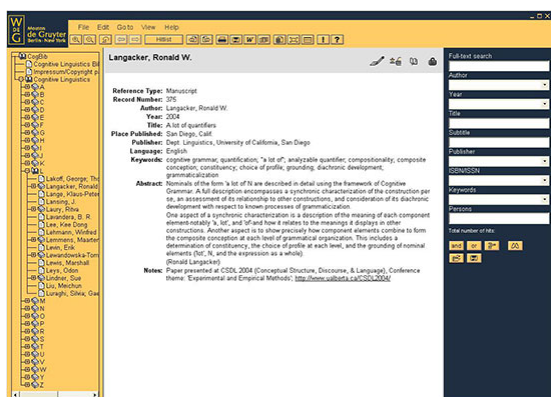 W DE G
Mouton
de Gruyter
Berlin · New York
File Edit Go to View Help
Hitlist
CogBib
Cognitive Linguistics Bil
Impressum/Copyright p
Cognitive Linguistics
A
B
C
D
E
F
G
H
I
J
K
L
Lakoff, George; Tho
Langacker, Ronald
Lange, Klaus-Peter
Lansing, J.
Laury, Ritva
Lavandera, B. R.
Lee, Kee Dong
Lehmann, Winfred
Lemmens, Maarten
Levin, Erik
Lewandowska-Tom
Lewis, Marshall
Leys, Odon
Lindner, Sue
Liu, Meichun
Luraghi, Silvia; Gae
M
N
O
P
R
S
T
U
V
W
Y
Z
Langacker, Ronald W.
Reference Type: Manuscript
Record Number: 375
Author: Langacker, Ronald W.
Year: 2004
Title: A lot of quantifiers
Place Published: San Diego, Calif.
Publisher: Dept. Linguistics, University of California, San Diego
Language: English
Keywords: cognitive grammar; quantification; "a lot of"; analyzable quantifier; compositionality; composite
conception; constituency; choice of profile; grounding; diachronic development;
grammaticalization
Abstract: Nominals of the form 'a lot of N are described in detail using the framework of Cognitive
Grammar. A full description encompasses a synchronic characterization of the construction per
se, an assessment of its relationship to other constructions, and consideration of its diachronic
development with respect to known processes of grammaticization.
One aspect of a synchronic characterization is a description of the meaning of each component
element-notably 'a, lot', and 'of'-and how it relates to the meanings it displays in other
constructions. Another aspect is to show precisely how component elements combine to form
the composite conception at each level of grammatical organization. This includes a
determination of constituency, the choice of profile at each level, and the grounding of nominal
elements ('lot', N, and the expression as a whole).
(Ronald Langacker)
Notes: Paper presented at CSDL 2004 (Conceptual Structure, Discourse, & Language), Conference
theme: 'Experimental and Empirical Methods'; http://www.ualberta.ca/CSDL2004/
Full-text search
Author
Year
Title
Subtitle
Publisher
ISBN/ISSN
Keywords
Persons
Total number of hits:
and or